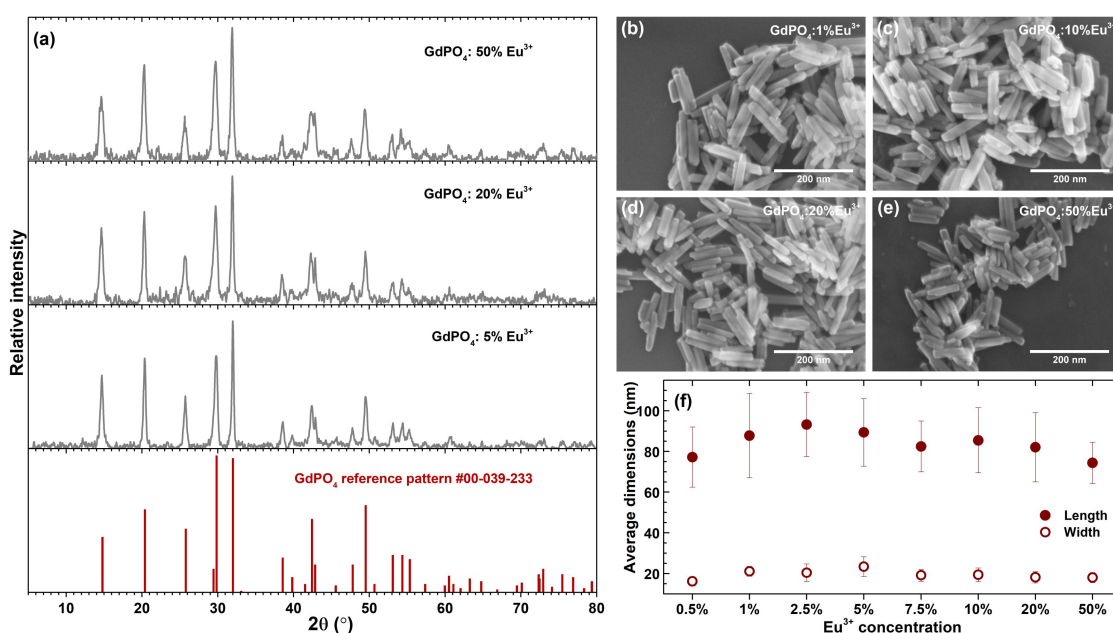 (a)
GdPO₄: 50% Eu³⁺
GdPO₄: 20% Eu³⁺
GdPO₄: 5% Eu³⁺
GdPO₄ reference pattern #00-039-233
Relative intensity
10 20 30 40 50 60 70 80
2θ (°)
(b) GdPO₄:1%Eu³⁺
200 nm
(c) GdPO₄:10%Eu³⁺
200 nm
(d) GdPO₄:20%Eu³⁺
200 nm
(e) GdPO₄:50%Eu³⁺
200 nm
(f)
Average dimensions (nm)
100
80
60
40
20
Length
Width
0.5% 1% 2.5% 5% 7.5% 10% 20% 50%
Eu³⁺ concentration